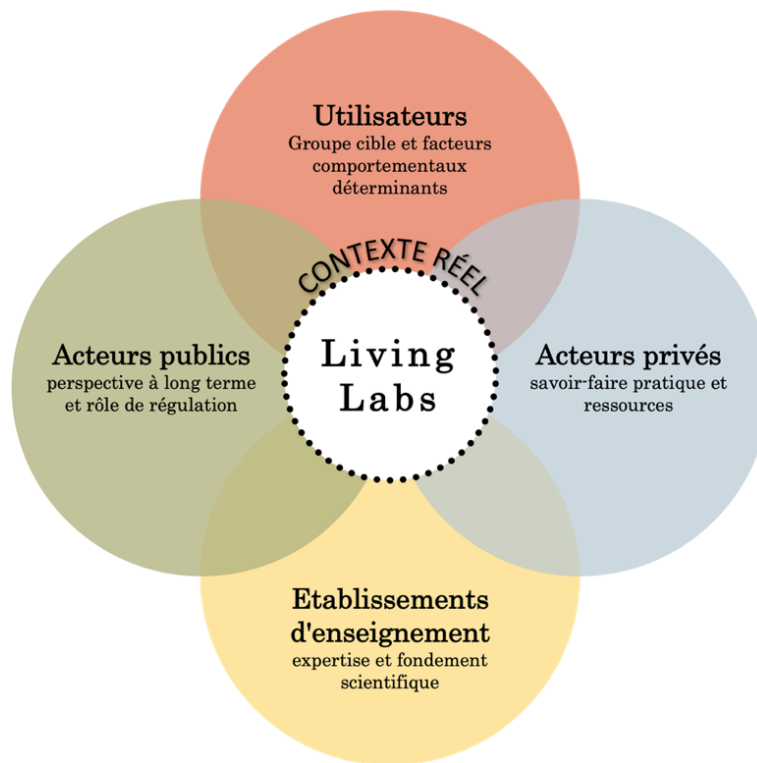 Utilisateurs
Groupe cible et facteurs
comportementaux
déterminants
CONTEXTE RÉEL
Living
Labs
Acteurs publics
perspective à long terme
et rôle de régulation
Acteurs privés
savoir-faire pratique et
ressources
Etablissements
d'enseignement
expertise et fondement
scientifique